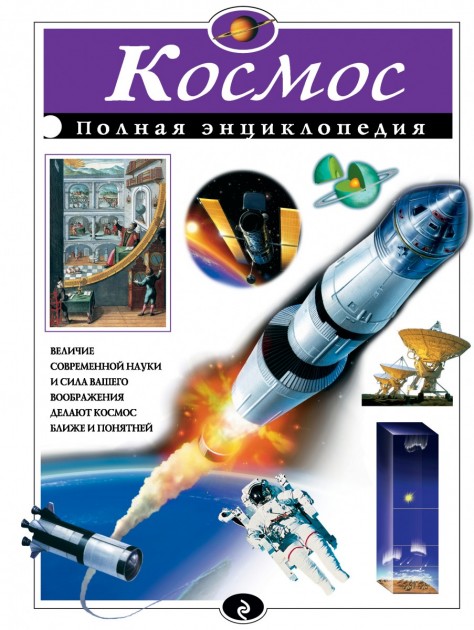 Космос
Полная энциклопедия
ВЕЛИЧИЕ
СОВРЕМЕННОЙ НАУКИ
И СИЛА ВАШЕГО
ВООБРАЖЕНИЯ
ДЕЛАЮТ КОСМОС
БЛИЖЕ И ПОНЯТНЕЙ